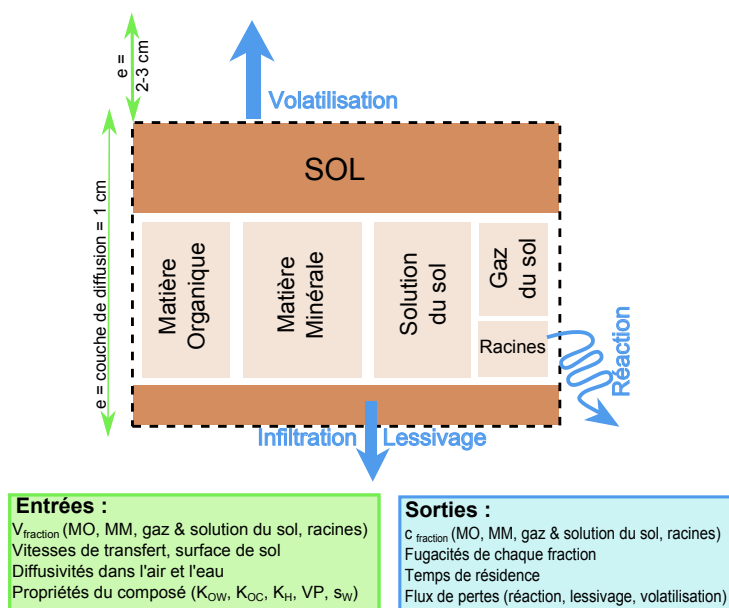 e =
2-3 cm
Volatilisation
e = couche de diffusion = 1 cm
SOL
Matière
Organique
Matière
Minérale
Solution
du sol
Gaz
du sol
Racines
Réaction
Infiltration
Lessivage
Entrées :
Vfraction (MO, MM, gaz & solution du sol, racines)
Vitesses de transfert, surface de sol
Diffusivités dans l'air et l'eau
Propriétés du composé (KOW, KOC, KH, VP, sW)
Sorties :
c fraction (MO, MM, gaz & solution du sol, racines)
Fugacités de chaque fraction
Temps de résidence
Flux de pertes (réaction, lessivage, volatilisation)